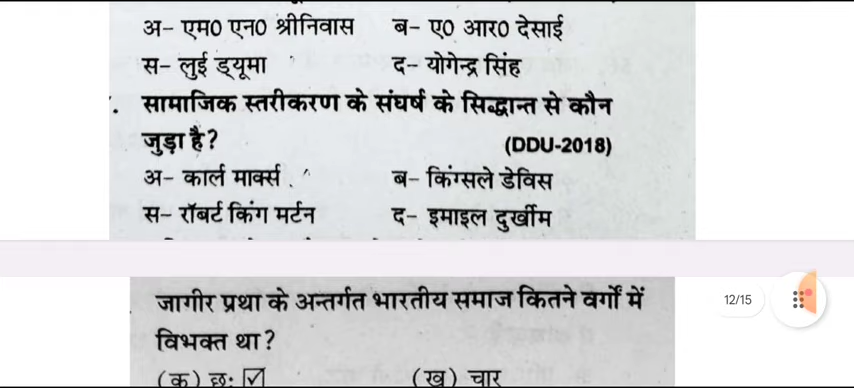 अ- एम0 एन0 श्रीनिवास ब- ए0 आर0 देसाई
स- लुई ड्यूमा द- योगेन्द्र सिंह
. सामाजिक स्तरीकरण के संघर्ष के सिद्धान्त से कौन
जुड़ा है? (DDU-2018)
अ- कार्ल मार्क्स ब- किंग्सले डेविस
स- रॉबर्ट किंग मर्टन द- इमाइल दुर्खीम
जागीर प्रथा के अन्तर्गत भारतीय समाज कितने वर्गों में
12/15
विभक्त था?
(क) छः ☑ (ख) चार